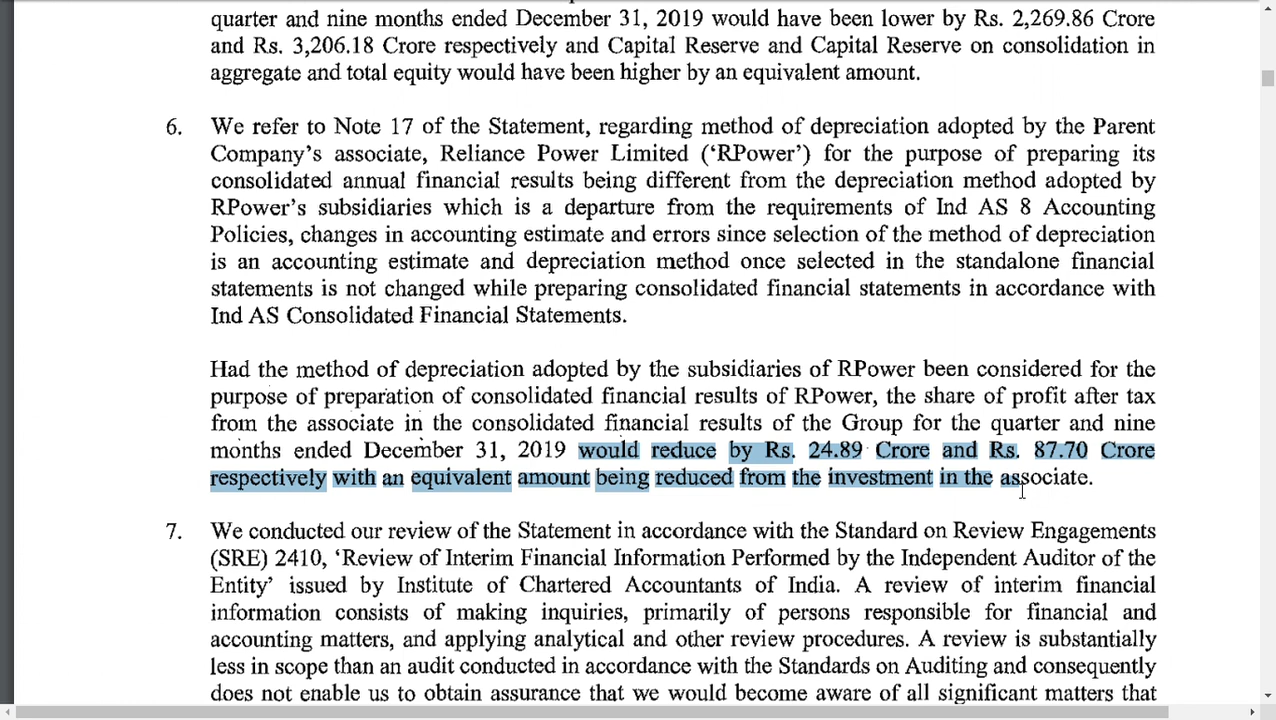 quarter and nine months ended December 31, 2019 would have been lower by Rs. 2,269.86 Crore
and Rs. 3,206.18 Crore respectively and Capital Reserve and Capital Reserve on consolidation in
aggregate and total equity would have been higher by an equivalent amount.
6. We refer to Note 17 of the Statement, regarding method of depreciation adopted by the Parent
Company's associate, Reliance Power Limited ('RPower') for the purpose of preparing its
consolidated annual financial results being different from the depreciation method adopted by
RPower's subsidiaries which is a departure from the requirements of Ind AS 8 Accounting
Policies, changes in accounting estimate and errors since selection of the method of depreciation
is an accounting estimate and depreciation method once selected in the standalone financial
statements is not changed while preparing consolidated financial statements in accordance with
Ind AS Consolidated Financial Statements.
Had the method of depreciation adopted by the subsidiaries of RPower been considered for the
purpose of preparation of consolidated financial results of RPower, the share of profit after tax
from the associate in the consolidated financial results of the Group for the quarter and nine
months ended December 31, 2019 would reduce by Rs. 24.89 Crore and Rs. 87.70 Crore
respectively with an equivalent amount being reduced from the investment in the associate.
7. We conducted our review of the Statement in accordance with the Standard on Review Engagements
(SRE) 2410, 'Review of Interim Financial Information Performed by the Independent Auditor of the
Entity' issued by Institute of Chartered Accountants of India. A review of interim financial
information consists of making inquiries, primarily of persons responsible for financial and
accounting matters, and applying analytical and other review procedures. A review is substantially
less in scope than an audit conducted in accordance with the Standards on Auditing and consequently
does not enable us to obtain assurance that we would become aware of all significant matters that